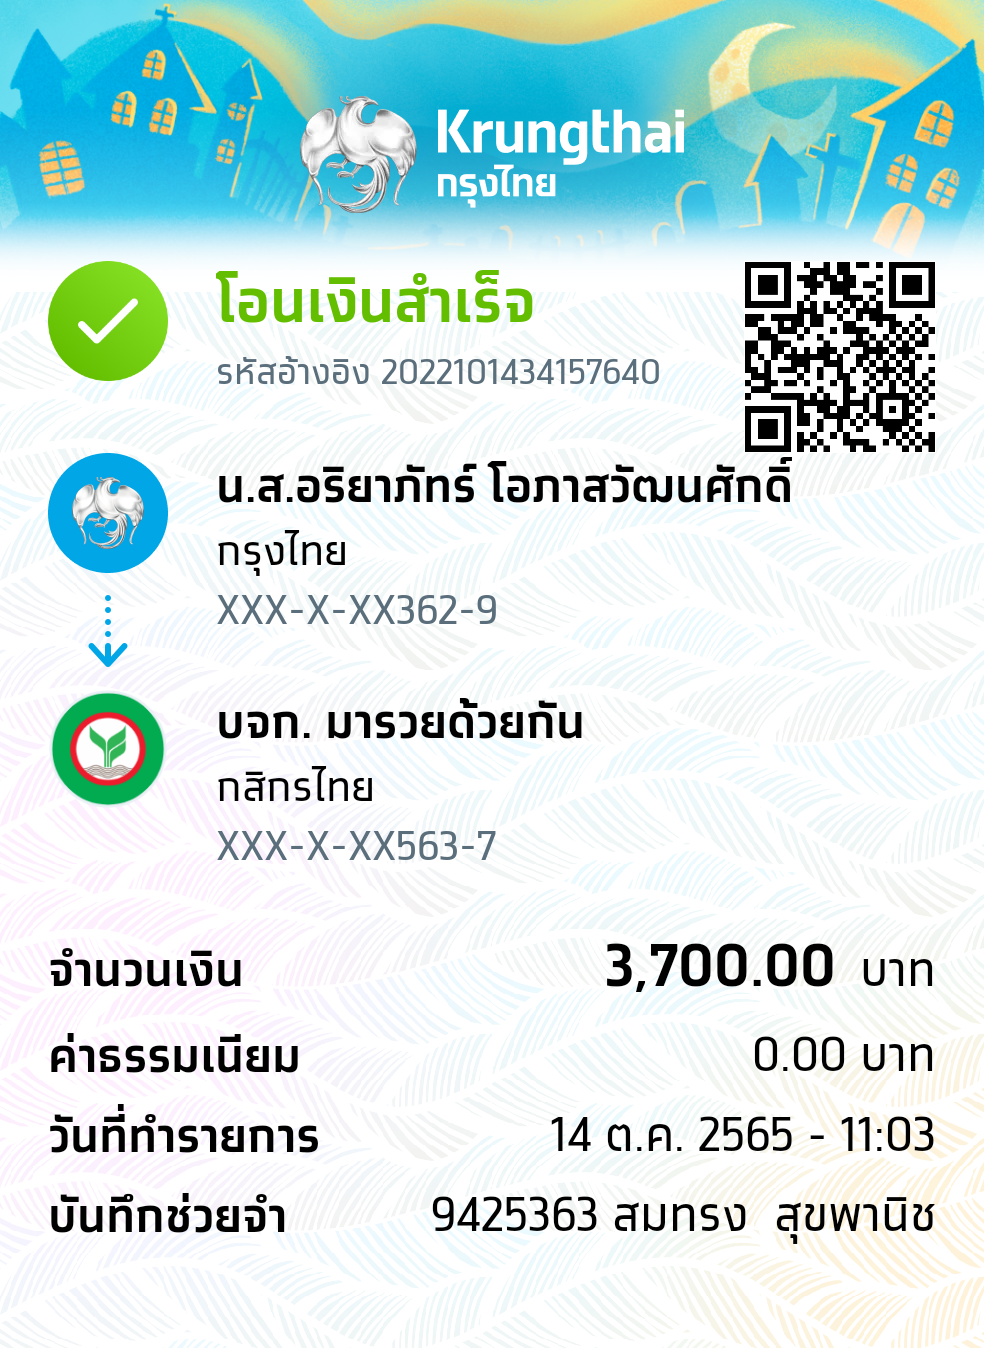 Krungthai
กรุงไทย
โอนเงินสำเร็จ
รหัสอ้างอิง 2022101434157640
น.ส.อริยาภัทร์ โอภาสวัฒนศักดิ์
กรุงไทย
XXX-X-XX362-9
บจก. มารวยด้วยกัน
กสิกรไทย
XXX-X-XX563-7
จำนวนเงิน 3,700.00 บาท
ค่าธรรมเนียม 0.00 บาท
วันที่ทำรายการ 14 ต.ค. 2565 - 11:03
บันทึกช่วยจำ 9425363 สมทรง สุขพานิช